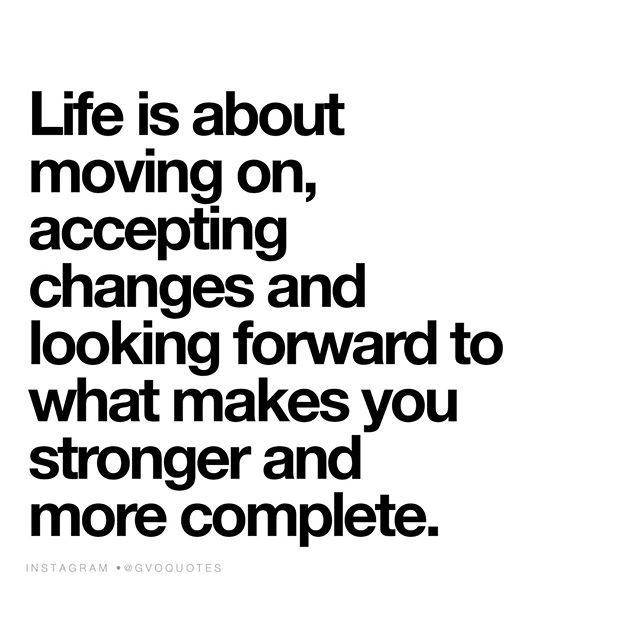 Life is about
moving on,
accepting
changes and
looking forward to
what makes you
stronger and
more complete.
INSTAGRAM •@GVOQUOTES